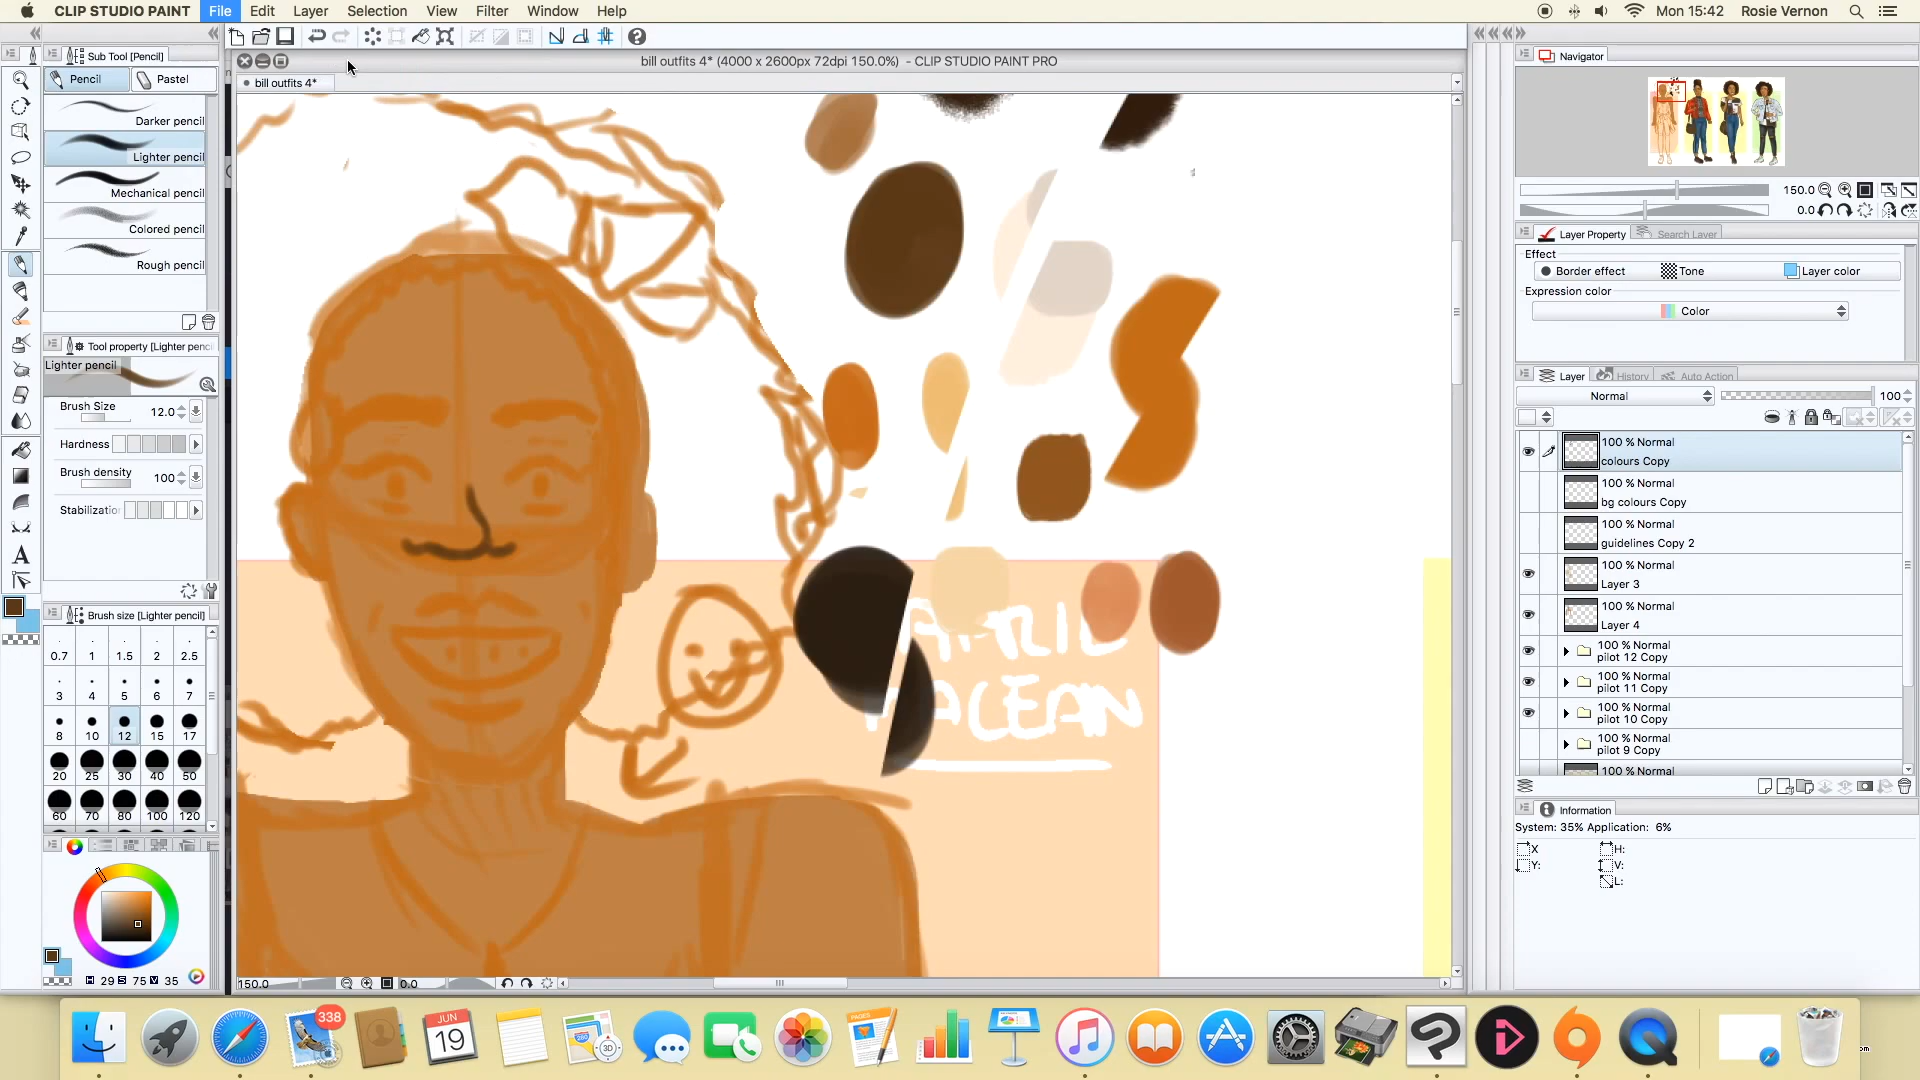 CLIP STUDIO PAINT File Edit Layer Selection View Filter Window Help Mon 15:42 Rosie Vernon
Sub Tool [Pencil]
Pencil Pastel
Darker pencil
Lighter pencil
Mechanical pencil
Colored pencil
Rough pencil
Tool property [Lighter penci
Lighter pencil
Brush Size 12.0
Hardness
Brush density 100
Stabilizatio
Brush size [Lighter pencil]
0.7 1 1.5 2 2.5
3 4 5 6 7
8 10 12 15 17
20 25 30 40 50
60 70 80 100 120
H 29 S 75 V 35
bill outfits 4* (4000 x 2600px 72dpi 150.0%) - CLIP STUDIO PAINT PRO
bill outfits 4*
APRIL
MACEAN
150.0 0.0
Navigator
150.0
0.0
Layer Property Search Layer
Effect
Border effect Tone Layer color
Expression color
Color
Layer History Auto Action
Normal 100
100 % Normal
colours Copy
100 % Normal
bg colours Copy
100 % Normal
guidelines Copy 2
100 % Normal
Layer 3
100 % Normal
Layer 4
100 % Normal
pilot 12 Copy
100 % Normal
pilot 11 Copy
100 % Normal
pilot 10 Copy
100 % Normal
pilot 9 Copy
100 % Normal
Information
System: 35% Application: 6%
X H:
Y: V:
L:
338
JUN
19
280
3D
PAGES